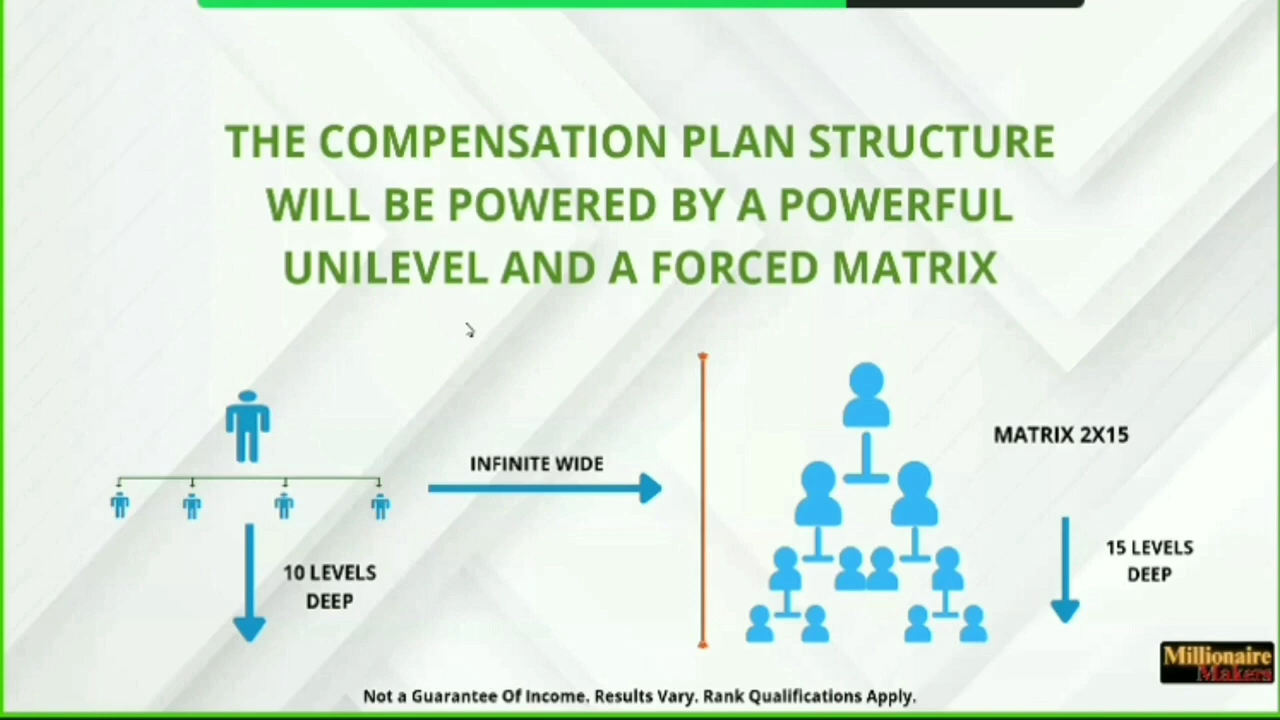 THE COMPENSATION PLAN STRUCTURE
WILL BE POWERED BY A POWERFUL
UNILEVEL AND A FORCED MATRIX
INFINITE WIDE
10 LEVELS
DEEP
MATRIX 2X15
15 LEVELS
DEEP
Millionaire
Makers
Not a Guarantee Of Income. Results Vary. Rank Qualifications Apply.